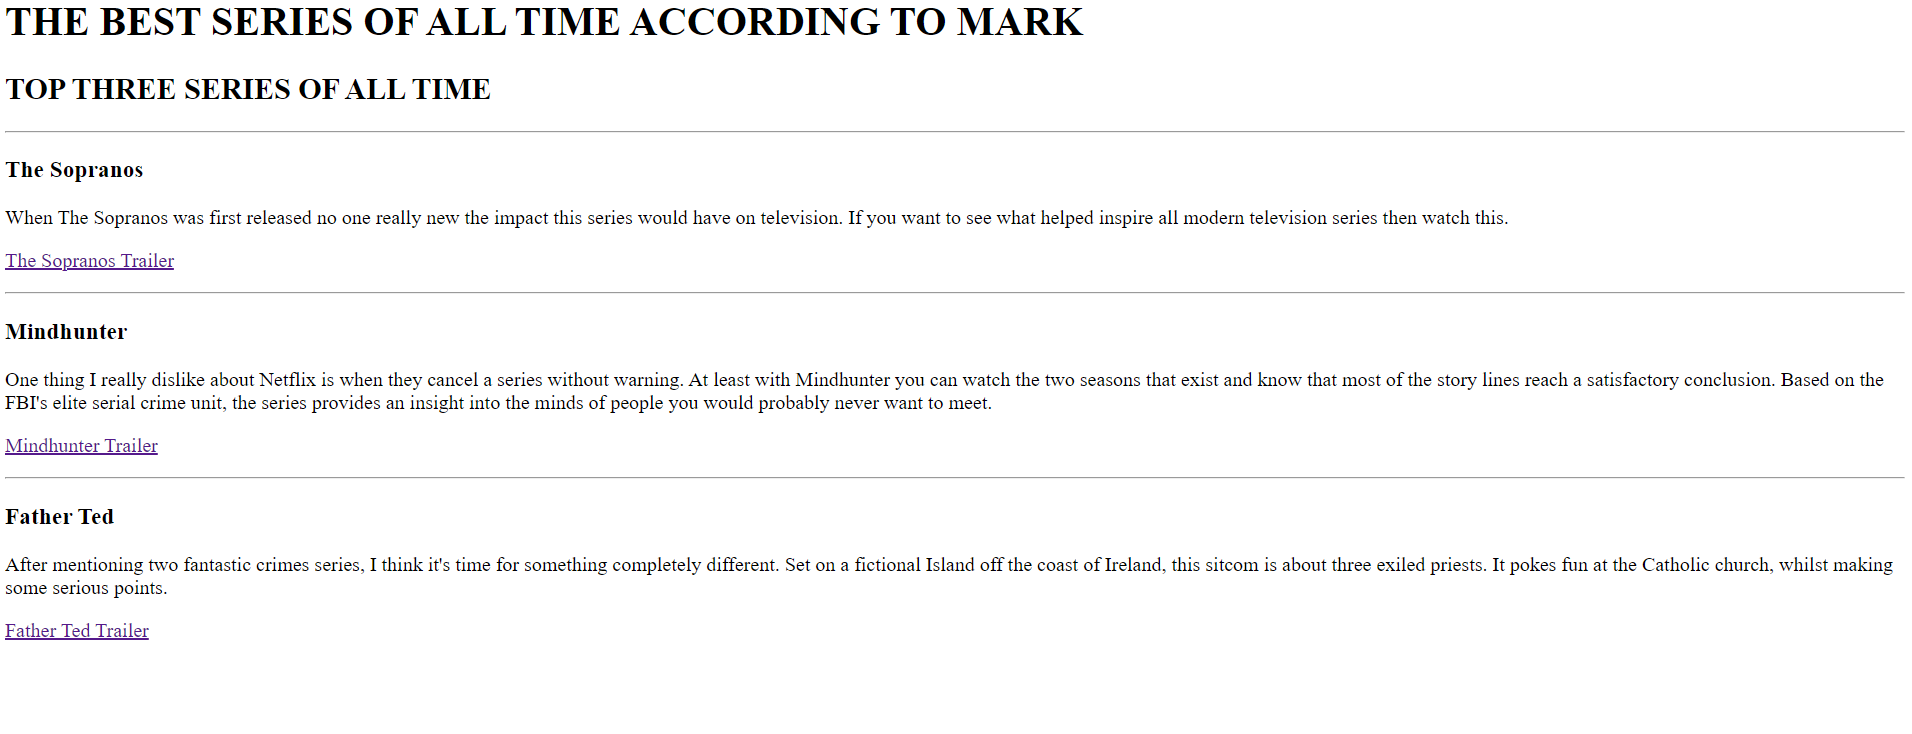 THE BEST SERIES OF ALL TIME ACCORDING TO MARK
TOP THREE SERIES OF ALL TIME
The Sopranos
When The Sopranos was first released no one really new the impact this series would have on television. If you want to see what helped inspire all modern television series then watch this.
The Sopranos Trailer
Mindhunter
One thing I really dislike about Netflix is when they cancel a series without warning. At least with Mindhunter you can watch the two seasons that exist and know that most of the story lines reach a satisfactory conclusion. Based on the
FBI's elite serial crime unit, the series provides an insight into the minds of people you would probably never want to meet.
Mindhunter Trailer
Father Ted
After mentioning two fantastic crimes series, I think it's time for something completely different. Set on a fictional Island off the coast of Ireland, this sitcom is about three exiled priests. It pokes fun at the Catholic church, whilst making
some serious points.
Father Ted Trailer